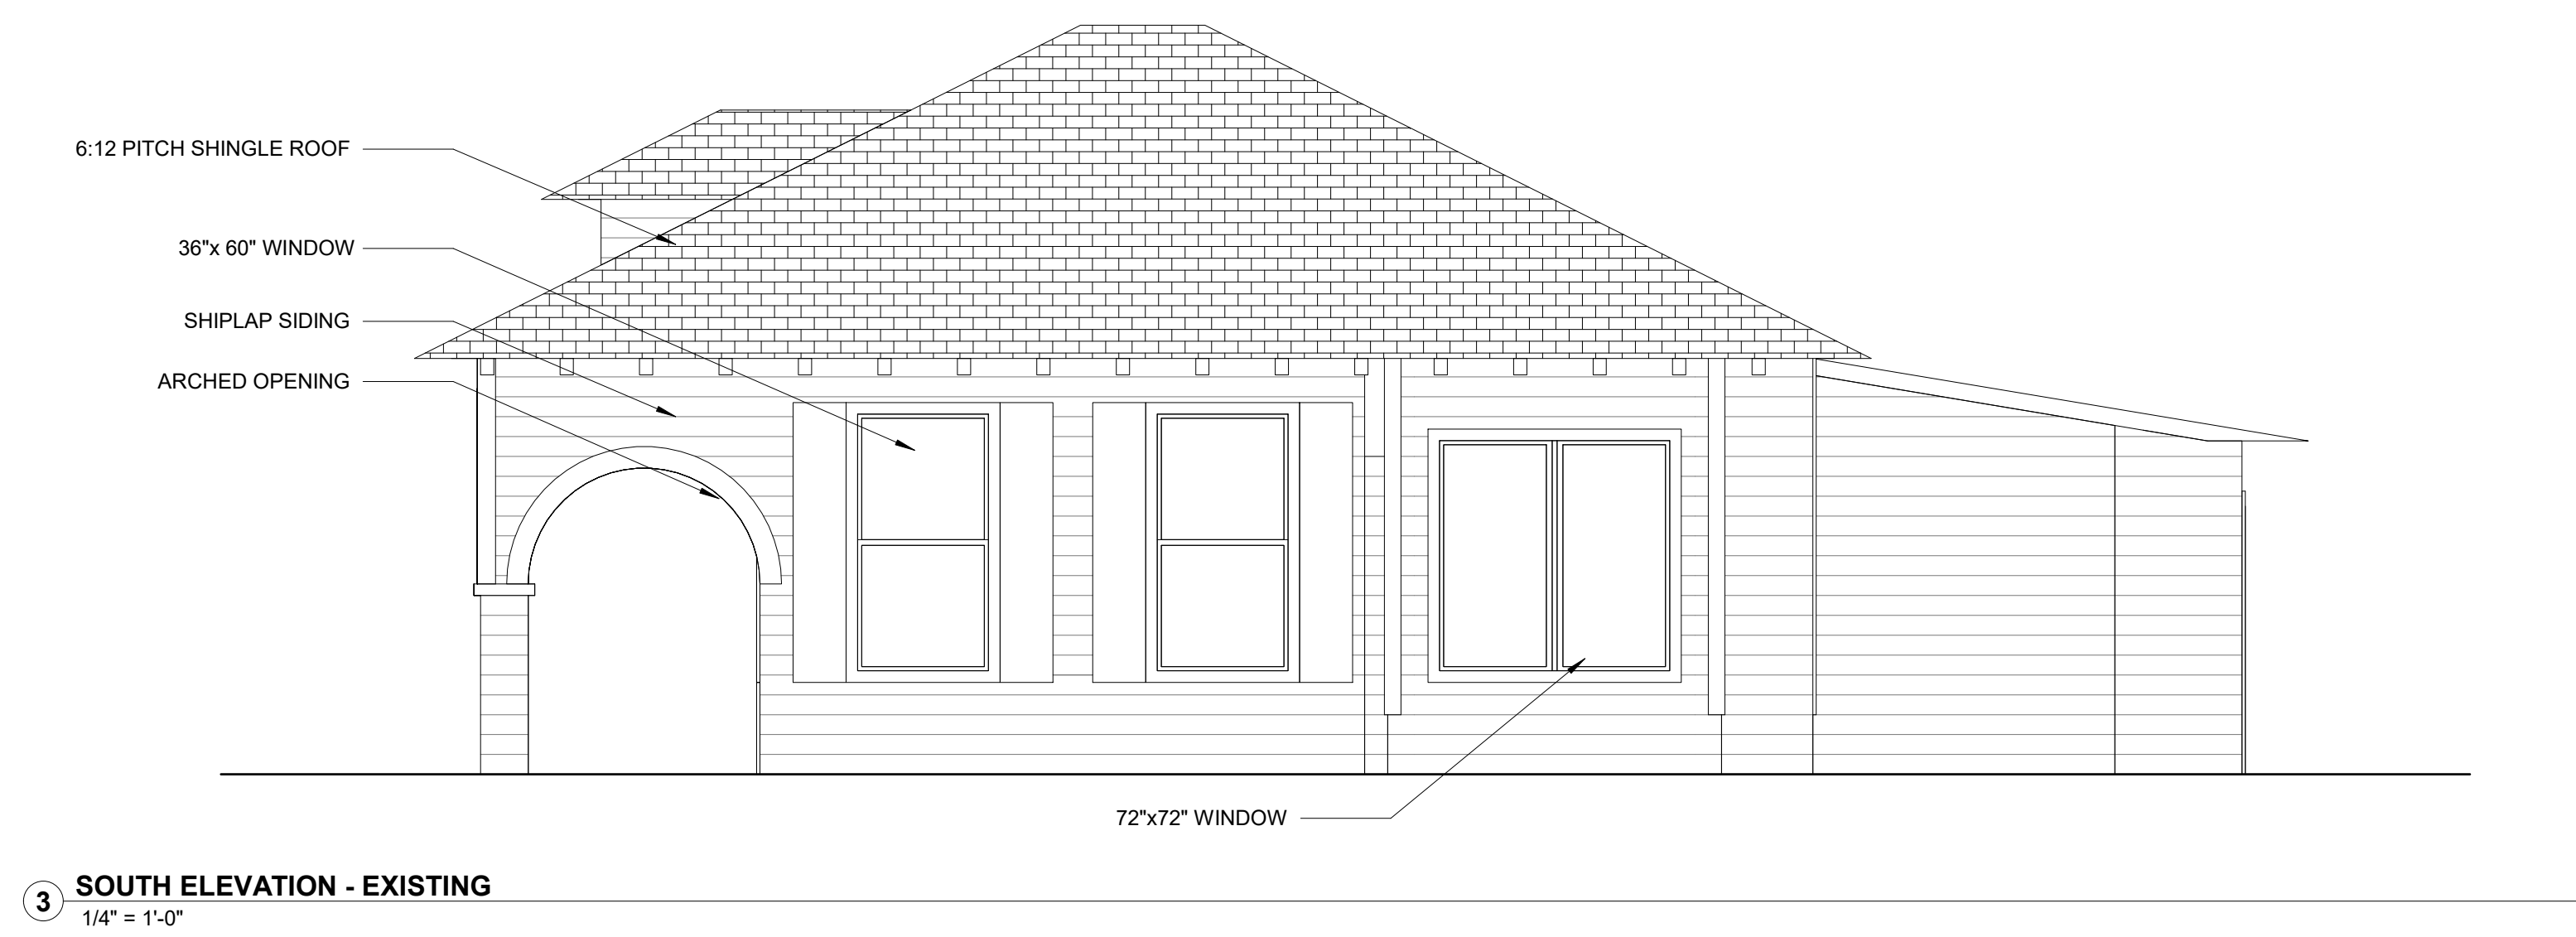 6:12 PITCH SHINGLE ROOF
36"x 60" WINDOW
SHIPLAP SIDING
ARCHED OPENING
72"x72" WINDOW
3 SOUTH ELEVATION - EXISTING
1/4" = 1'-0"